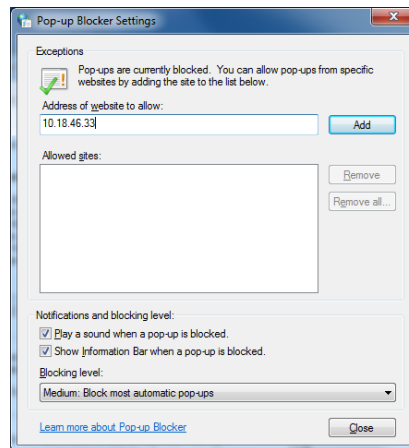 Pop-up Blocker Settings
Exceptions
Pop-ups are currently blocked. You can allow pop-ups from specific
websites by adding the site to the list below.
Address of website to allow:
10.18.46.33
Add
Allowed sites:
Remove
Remove all...
Notifications and blocking level:
Play a sound when a pop-up is blocked.
Show Information Bar when a pop-up is blocked.
Blocking level:
Medium: Block most automatic pop-ups
Learn more about Pop-up Blocker
Close